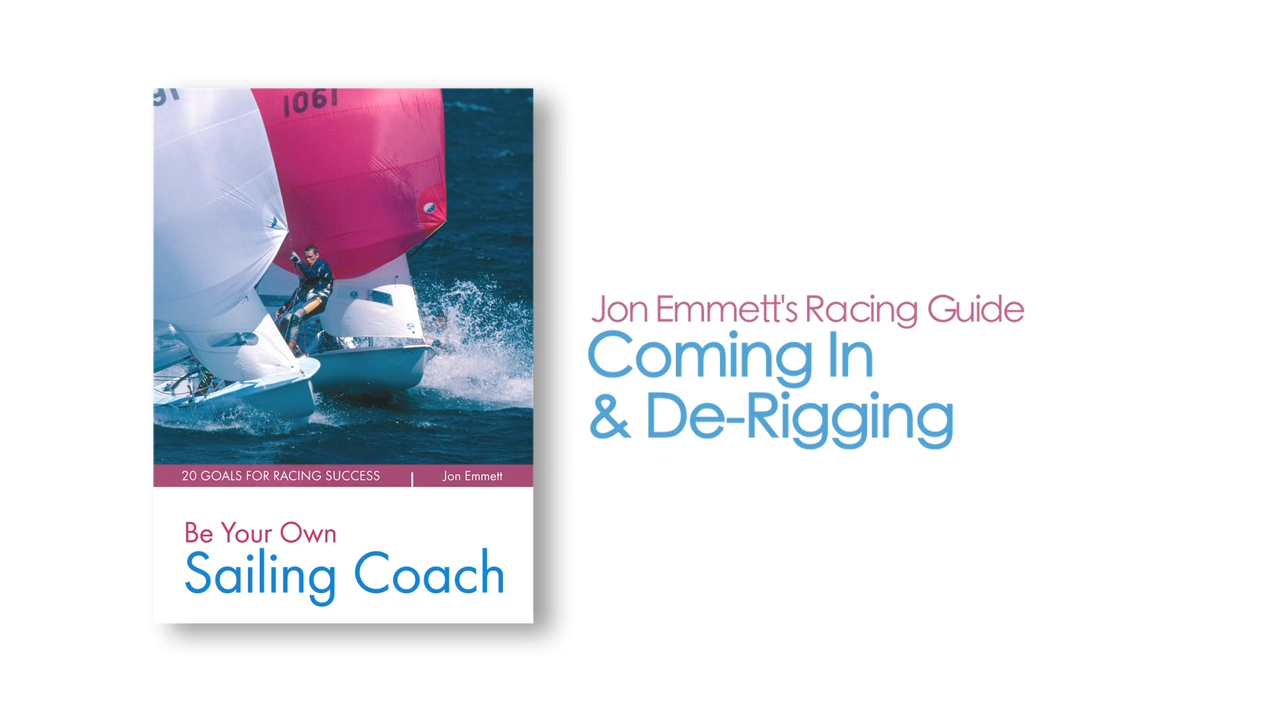 1061
20 GOALS FOR RACING SUCCESS | Jon Emmett
Be Your Own
Sailing Coach
Jon Emmett's Racing Guide
Coming In
& De-Rigging